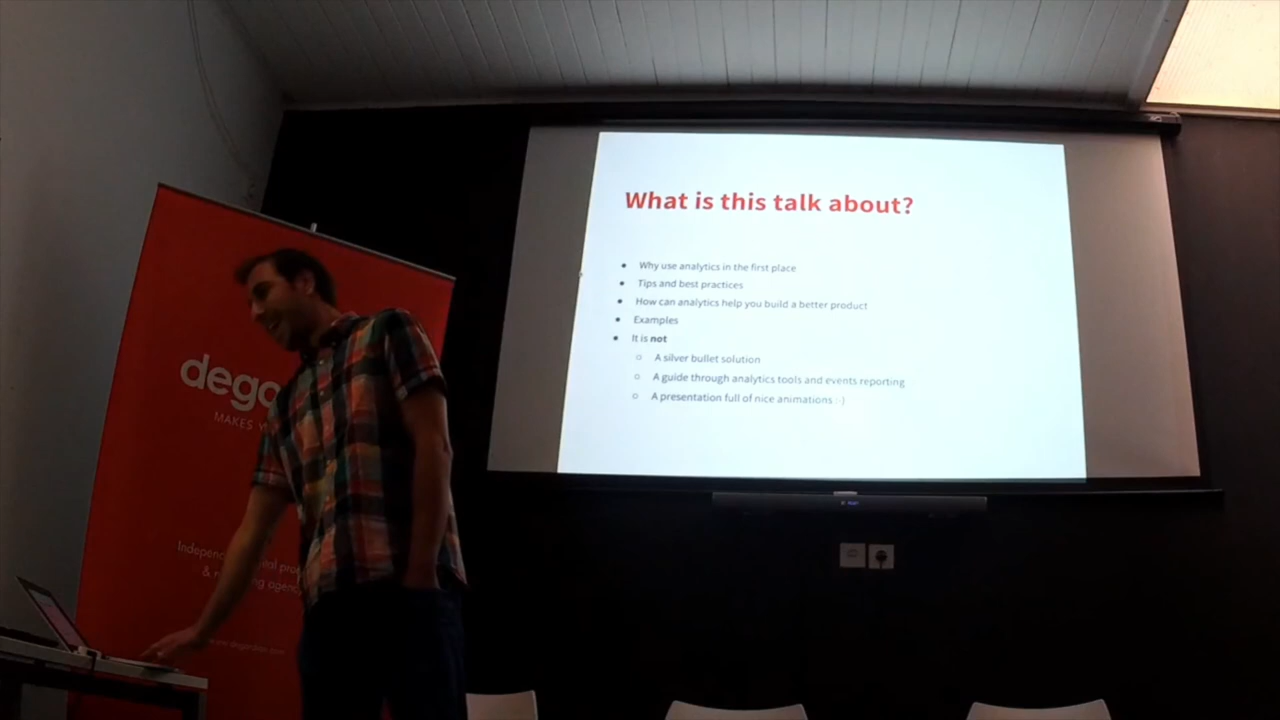 What is this talk about?
Why use analytics in the first place
Tips and best practices
How can analytics help you build a better product
Examples
It is not
A silver bullet solution
A guide through analytics tools and events reporting
A presentation full of nice animations :-)
dego
MAKES
Indepen
& m